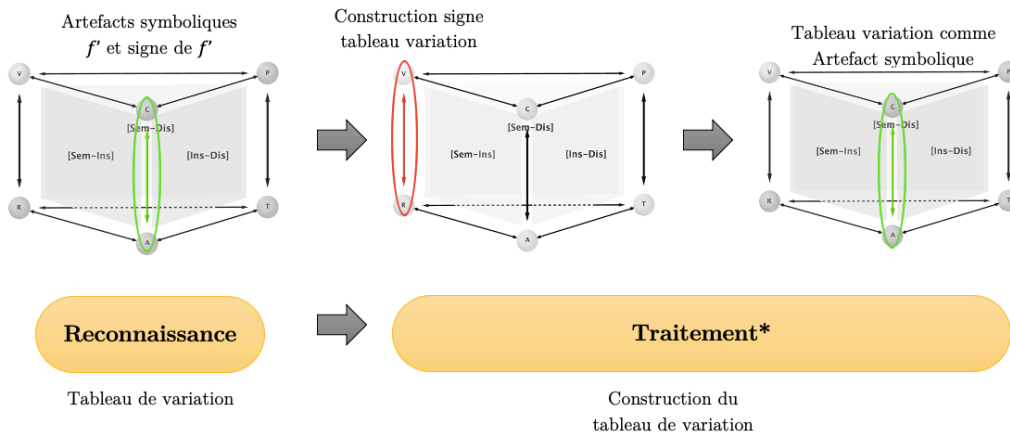 Artefacts symboliques
f' et signe de f'
Construction signe
tableau variation
Tableau variation comme
Artefact symbolique
V
P
C
[Sem-Dis]
[Sem-Ins]
[Ins-Dis]
R
T
A
V
P
C
[Sem-Dis]
[Sem-Ins]
[Ins-Dis]
R
T
A
V
P
C
[Sem-Dis]
[Sem-Ins]
[Ins-Dis]
R
T
A
Reconnaissance
Traitement*
Tableau de variation
Construction du
tableau de variation